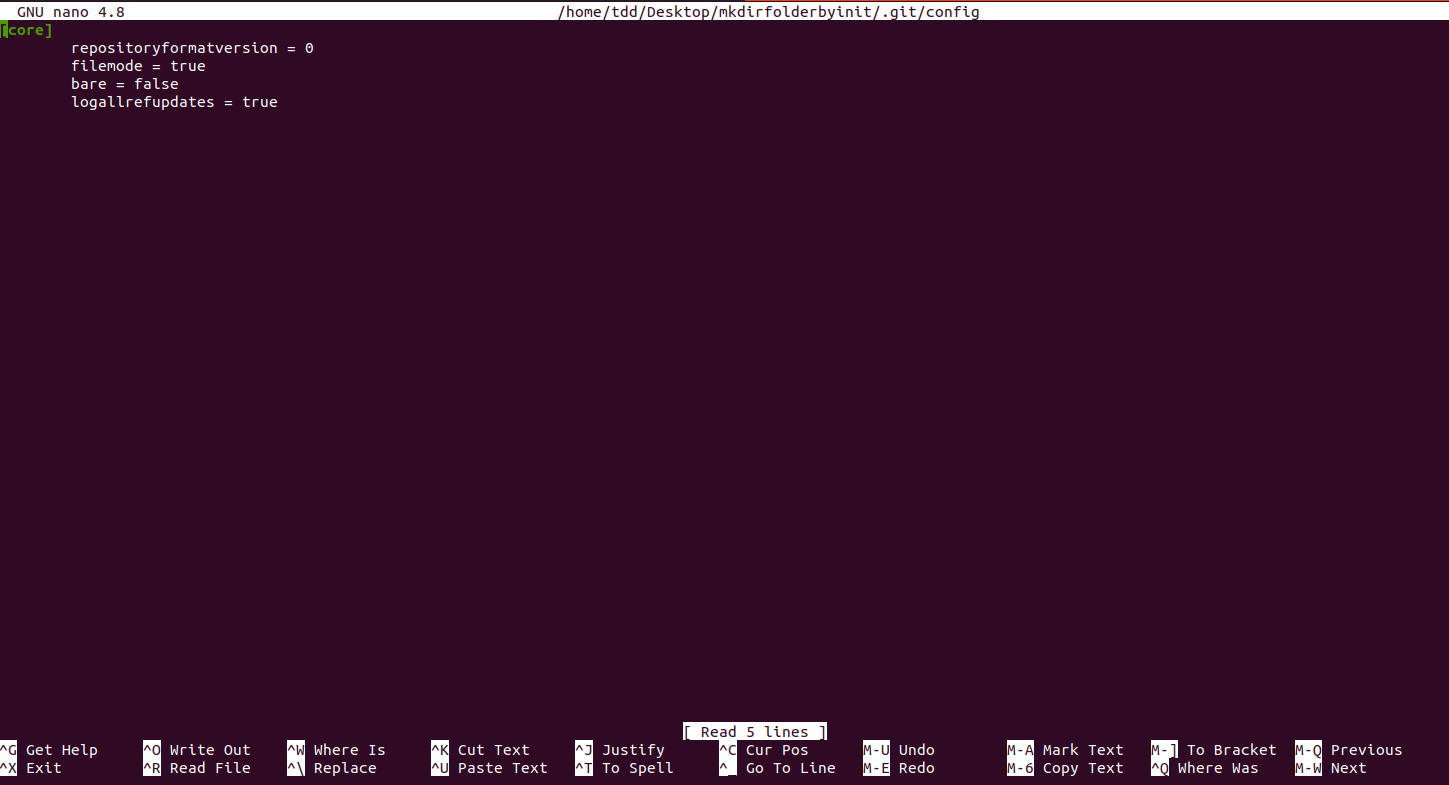 GNU nano 4.8 /home/tdd/Desktop/mkdirfolderbyinit/.git/config
[core]
repositoryformatversion = 0
filemode = true
bare = false
logallrefupdates = true
[ Read 5 lines ]
^G Get Help ^O Write Out ^W Where Is ^K Cut Text ^J Justify ^C Cur Pos M-U Undo M-A Mark Text M-] To Bracket M-Q Previous
^X Exit ^R Read File ^\ Replace ^U Paste Text ^T To Spell ^_ Go To Line M-E Redo M-6 Copy Text ^Q Where Was M-W Next